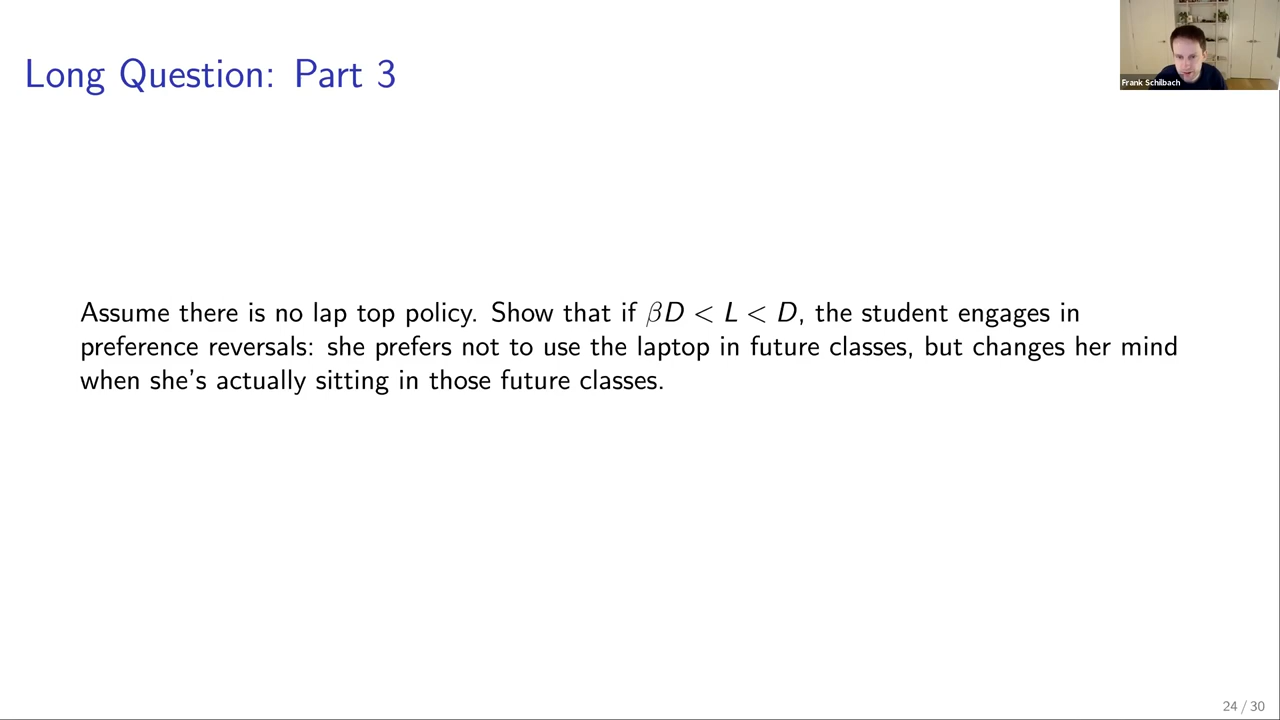 Long Question: Part 3
Frank Schilbach
Assume there is no lap top policy. Show that if βD < L < D, the student engages in
preference reversals: she prefers not to use the laptop in future classes, but changes her mind
when she's actually sitting in those future classes.
24 / 30